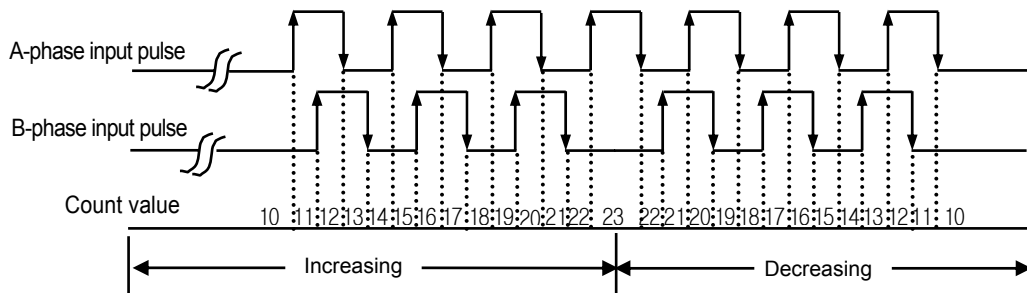 A-phase input pulse
B-phase input pulse
Count value
10 11 12 13 14 15 16 17 18 19 20 21 22 23 22 21 20 19 18 17 16 15 14 13 12 11 10
Increasing
Decreasing